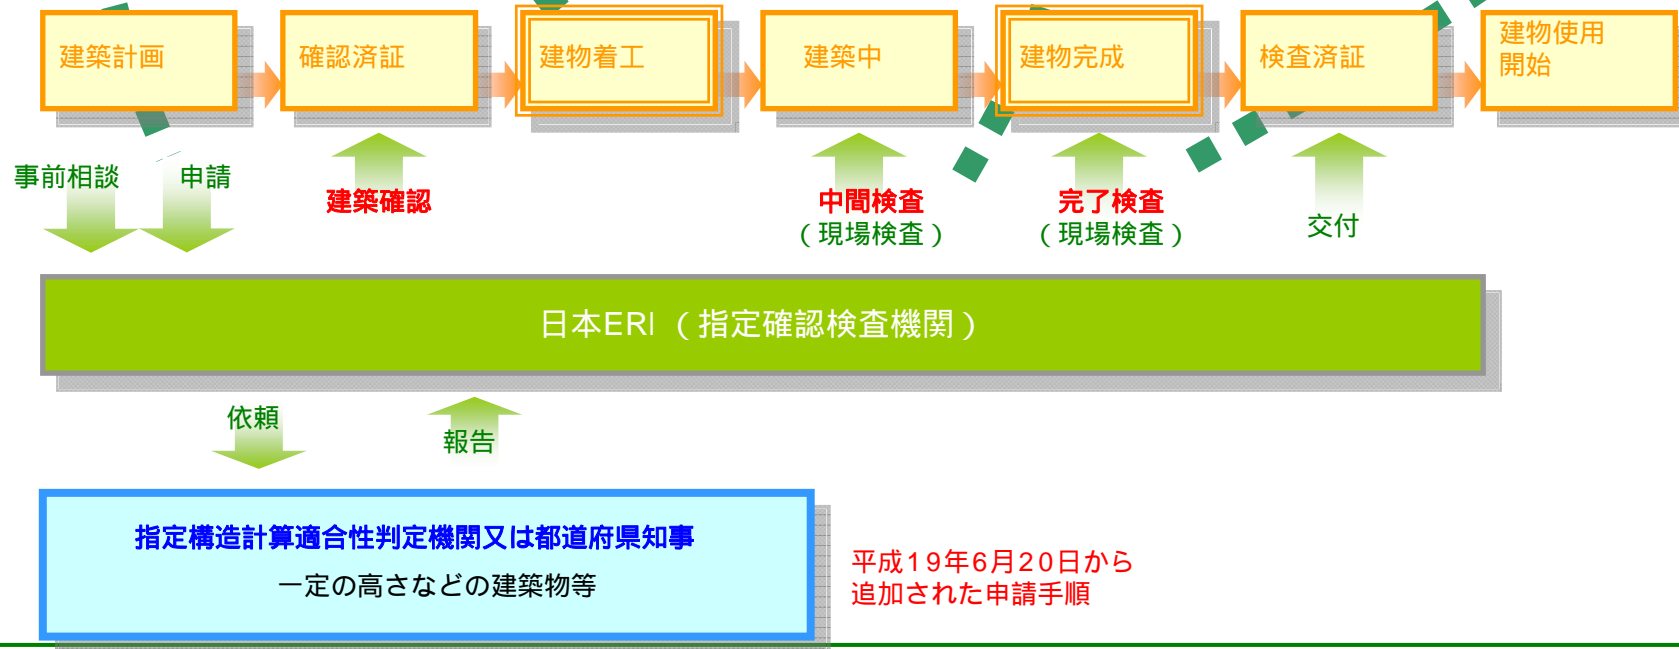 建築計画
確認済証
建物着工
建築中
建物完成
検査済証
建物使用
開始
事前相談
申請
建築確認
中間検査
（現場検査）
完了検査
（現場検査）
交付
日本ERI（指定確認検査機関）
依頼
報告
指定構造計算適合性判定機関又は都道府県知事
一定の高さなどの建築物等
平成19年6月20日から
追加された申請手順